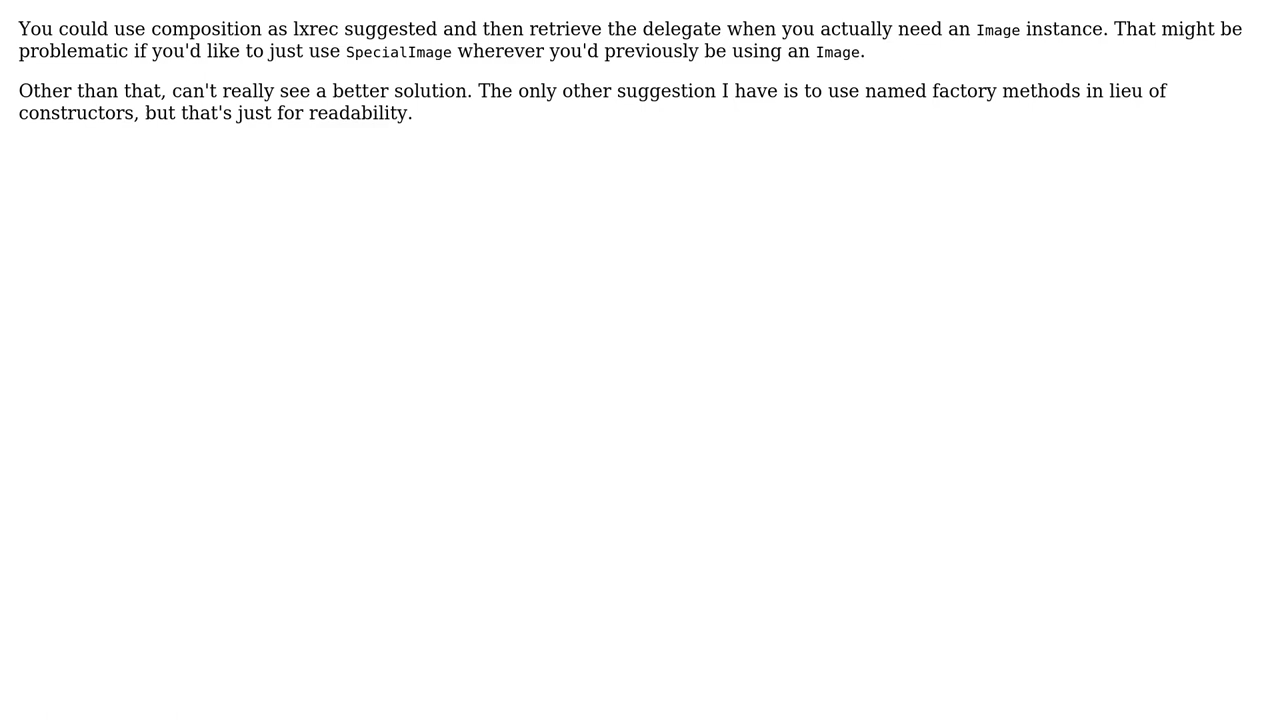 You could use composition as lxrec suggested and then retrieve the delegate when you actually need an Image instance. That might be
problematic if you'd like to just use SpecialImage wherever you'd previously be using an Image.
Other than that, can't really see a better solution. The only other suggestion I have is to use named factory methods in lieu of
constructors, but that's just for readability.